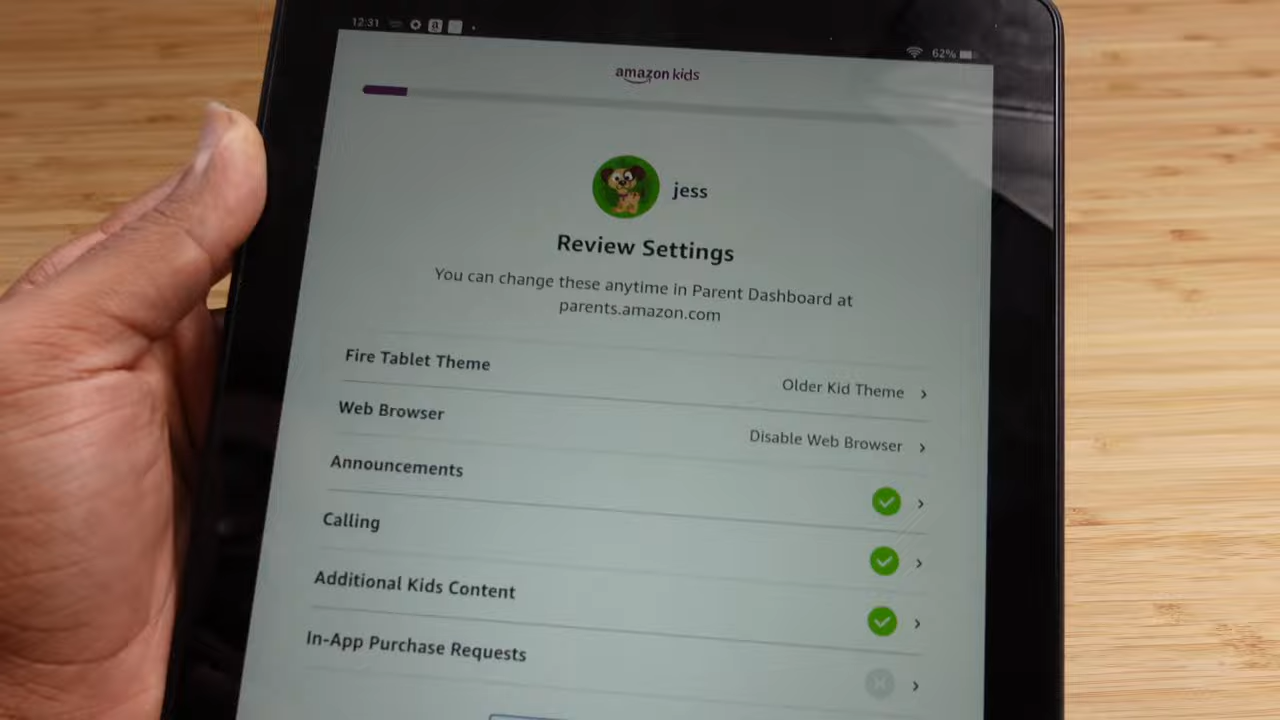 12:31
62%
amazon kids
jess
Review Settings
You can change these anytime in Parent Dashboard at
parents.amazon.com
Fire Tablet Theme Older Kid Theme
Web Browser Disable Web Browser
Announcements
Calling
Additional Kids Content
In-App Purchase Requests